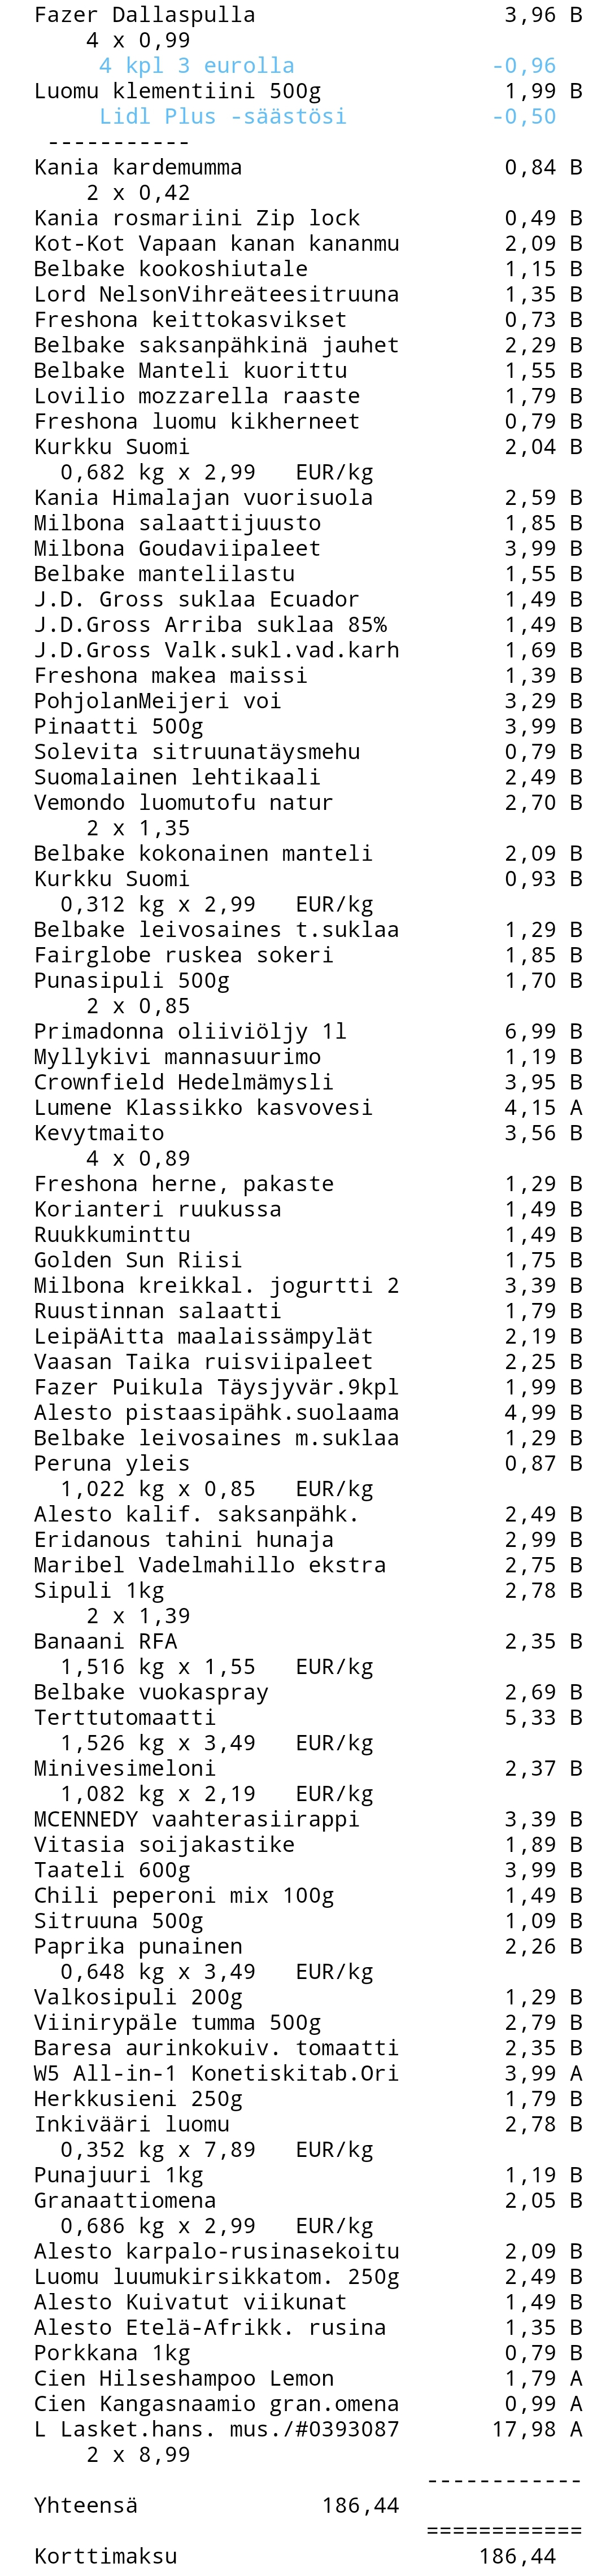 Fazer Dallaspulla 3,96 B
4 x 0,99
4 kpl 3 eurolla -0,96
Luomu klementiini 500g 1,99 B
Lidl Plus -säästösi -0,50
-----------
Kania kardemumma 0,84 B
2 x 0,42
Kania rosmariini Zip lock 0,49 B
Kot-Kot Vapaan kanan kananmu 2,09 B
Belbake kookoshiutale 1,15 B
Lord NelsonVihreäteesitruuna 1,35 B
Freshona keittokasvikset 0,73 B
Belbake saksanpähkinä jauhet 2,29 B
Belbake Manteli kuorittu 1,55 B
Lovilio mozzarella raaste 1,79 B
Freshona luomu kikherneet 0,79 B
Kurkku Suomi 2,04 B
0,682 kg x 2,99 EUR/kg
Kania Himalajan vuorisuola 2,59 B
Milbona salaattijuusto 1,85 B
Milbona Goudaviipaleet 3,99 B
Belbake mantelilastu 1,55 B
J.D. Gross suklaa Ecuador 1,49 B
J.D.Gross Arriba suklaa 85% 1,49 B
J.D.Gross Valk.sukl.vad.karh 1,69 B
Freshona makea maissi 1,39 B
PohjolanMeijeri voi 3,29 B
Pinaatti 500g 3,99 B
Solevita sitruunatäysmehu 0,79 B
Suomalainen lehtikaali 2,49 B
Vemondo luomutofu natur 2,70 B
2 x 1,35
Belbake kokonainen manteli 2,09 B
Kurkku Suomi 0,93 B
0,312 kg x 2,99 EUR/kg
Belbake leivosaines t.suklaa 1,29 B
Fairglobe ruskea sokeri 1,85 B
Punasipuli 500g 1,70 B
2 x 0,85
Primadonna oliiviöljy 1l 6,99 B
Myllykivi mannasuurimo 1,19 B
Crownfield Hedelmämysli 3,95 B
Lumene Klassikko kasvovesi 4,15 A
Kevytmaito 3,56 B
4 x 0,89
Freshona herne, pakaste 1,29 B
Korianteri ruukussa 1,49 B
Ruukkuminttu 1,49 B
Golden Sun Riisi 1,75 B
Milbona kreikkal. jogurtti 2 3,39 B
Ruustinnan salaatti 1,79 B
LeipäAitta maalaissämpylät 2,19 B
Vaasan Taika ruisviipaleet 2,25 B
Fazer Puikula Täysjyvär.9kpl 1,99 B
Alesto pistaasipähk.suolaama 4,99 B
Belbake leivosaines m.suklaa 1,29 B
Peruna yleis 0,87 B
1,022 kg x 0,85 EUR/kg
Alesto kalif. saksanpähk. 2,49 B
Eridanous tahini hunaja 2,99 B
Maribel Vadelmahillo ekstra 2,75 B
Sipuli 1kg 2,78 B
2 x 1,39
Banaani RFA 2,35 B
1,516 kg x 1,55 EUR/kg
Belbake vuokaspray 2,69 B
Terttutomaatti 5,33 B
1,526 kg x 3,49 EUR/kg
Minivesimeloni 2,37 B
1,082 kg x 2,19 EUR/kg
MCENNEDY vaahterasiirappi 3,39 B
Vitasia soijakastike 1,89 B
Taateli 600g 3,99 B
Chili peperoni mix 100g 1,49 B
Sitruuna 500g 1,09 B
Paprika punainen 2,26 B
0,648 kg x 3,49 EUR/kg
Valkosipuli 200g 1,29 B
Viinirypäle tumma 500g 2,79 B
Baresa aurinkokuiv. tomaatti 2,35 B
W5 All-in-1 Konetiskitab.Ori 3,99 A
Herkkusieni 250g 1,79 B
Inkivääri luomu 2,78 B
0,352 kg x 7,89 EUR/kg
Punajuuri 1kg 1,19 B
Granaattiomena 2,05 B
0,686 kg x 2,99 EUR/kg
Alesto karpalo-rusinasekoitu 2,09 B
Luomu luumukirsikkatom. 250g 2,49 B
Alesto Kuivatut viikunat 1,49 B
Alesto Etelä-Afrikk. rusina 1,35 B
Porkkana 1kg 0,79 B
Cien Hilseshampoo Lemon 1,79 A
Cien Kangasnaamio gran.omena 0,99 A
L Lasket.hans. mus./#0393087 17,98 A
2 x 8,99
------------
Yhteensä 186,44
============
Korttimaksu 186,44